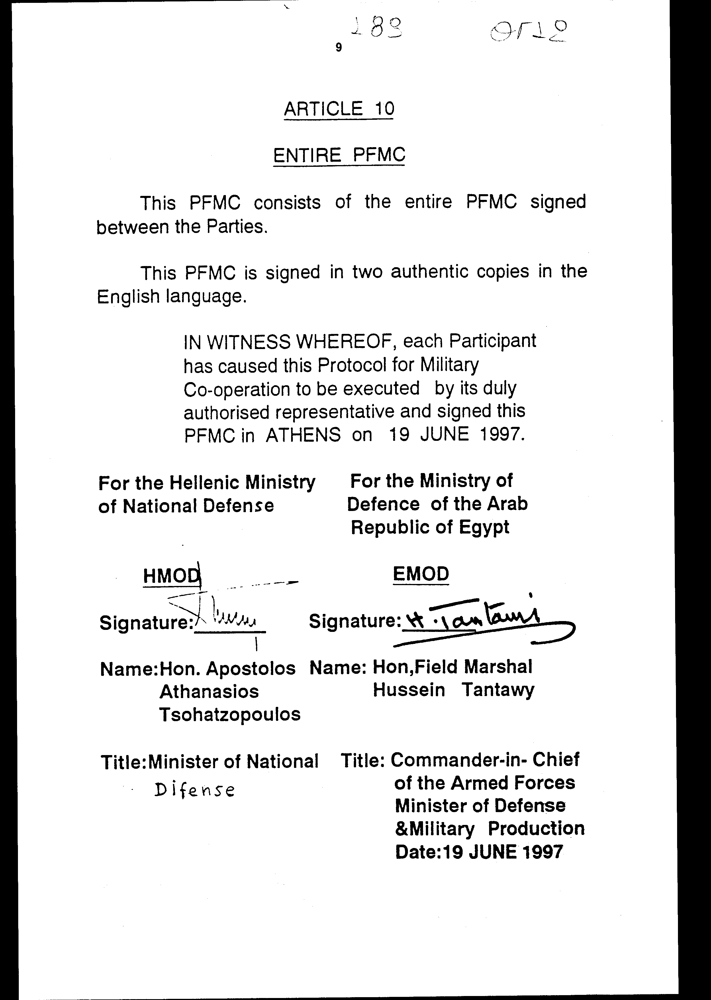 189
9
ARTICLE 10
ENTIRE PFMC
This PFMC consists of the entire PFMC signed
between the Parties.
This PFMC is signed in two authentic copies in the
English language.
IN WITNESS WHEREOF, each Participant
has caused this Protocol for Military
Co-operation to be executed by its duly
authorised representative and signed this
PFMC in ATHENS on 19 JUNE 1997.
For the Hellenic Ministry
of National Defense
For the Ministry of
Defence of the Arab
Republic of Egypt
HMOD
Signature:
Name:Hon. Apostolos
Athanasios
Tsohatzopoulos
Title:Minister of National
Difense
EMOD
Signature: H. Tantawi
Name: Hon,Field Marshal
Hussein Tantawy
Title: Commander-in- Chief
of the Armed Forces
Minister of Defense
&Military Production
Date:19 JUNE 1997